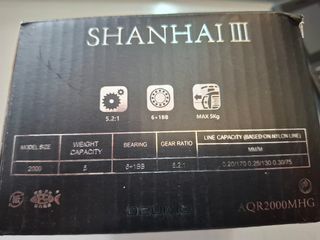 SHANHAI III
5.2:1 6+1BB MAX 5Kg
MODEL SIZE WEIGHT CAPACITY BEARING GEAR RATIO LINE CAPACITY (BASED ON NYLON LINE)
MM/M
2000 5 6+1BB 5.2:1 0.20/170 0.25/130 0.30/75
AQR2000MHG